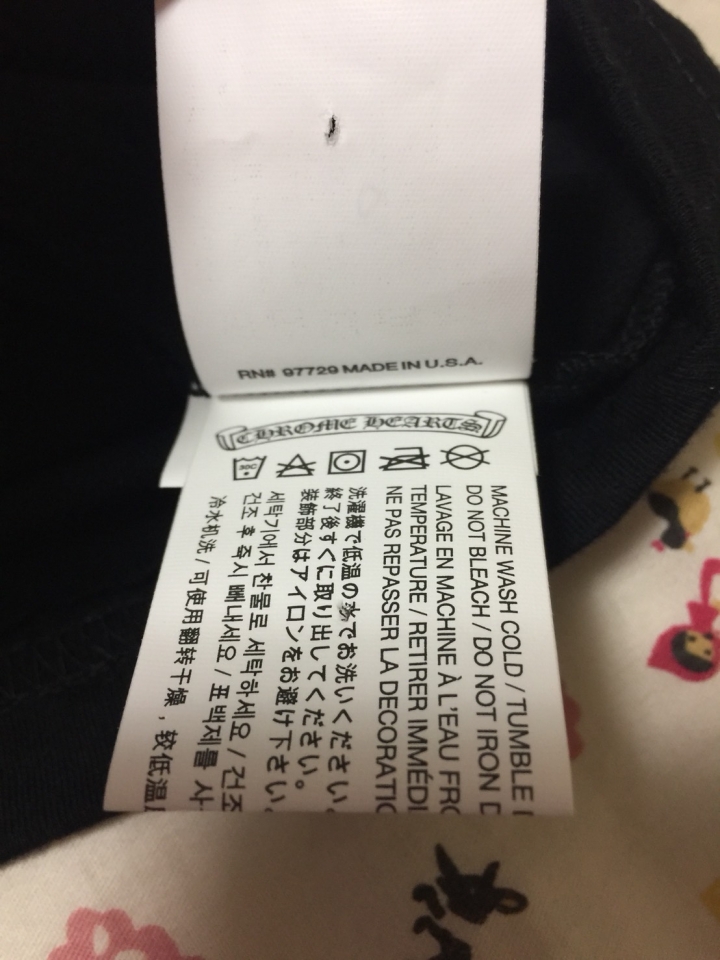 RN# 97729 MADE IN U.S.A.
CHROME HEARTS
30C
MACHINE WASH COLD / TUMBLE
DO NOT BLEACH / DO NOT IRON D
LAVAGE EN MACHINE À L'EAU FRO
TEMPERATURE / RETIRER IMMÉDI
NE PAS REPASSER LA DECORATIO
洗濯機で低温の水でお洗いください。
終了後すぐに取り出してください。
装飾部分はアイロンをお避け下さい。
세탁기에서 찬물로 세탁하세요 / 건조
건조 후 즉시 빼내세요 / 표백제를 사
冷水机洗 / 可使用翻转干燥，较低温